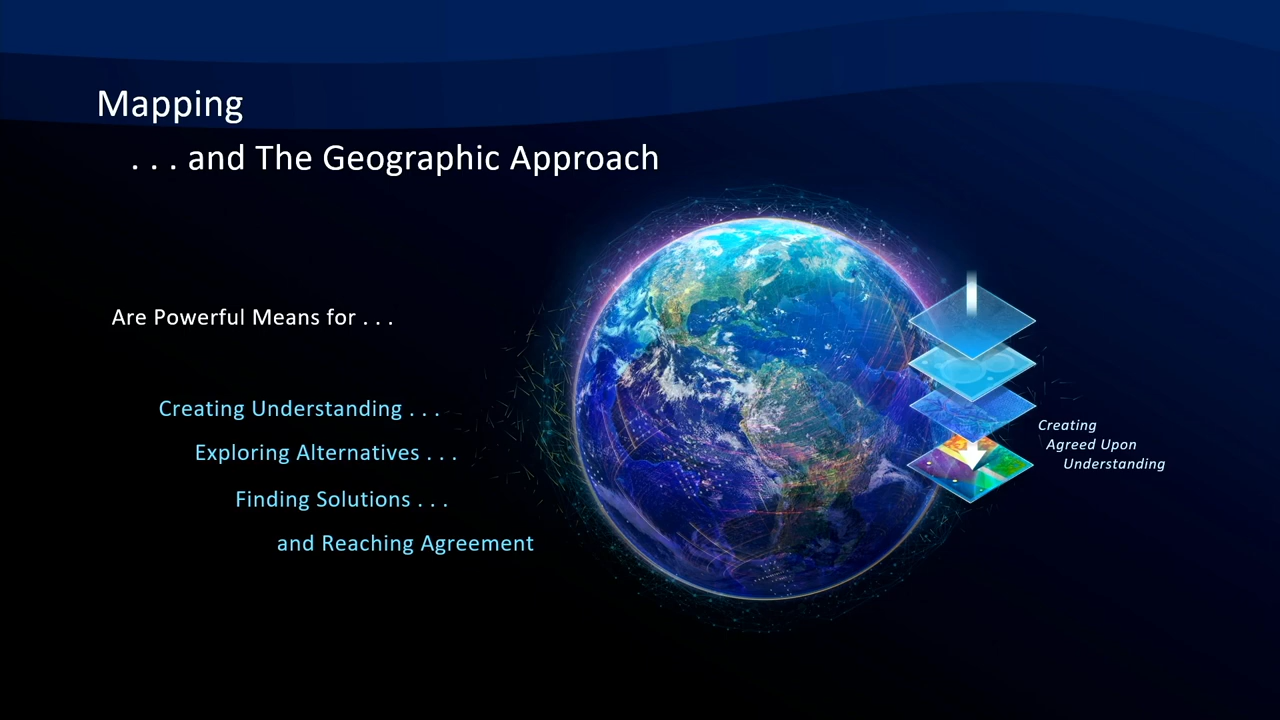 Mapping
. . . and The Geographic Approach
Are Powerful Means for . . .
Creating Understanding . . .
Exploring Alternatives . . .
Finding Solutions . . .
and Reaching Agreement
Creating
Agreed Upon
Understanding